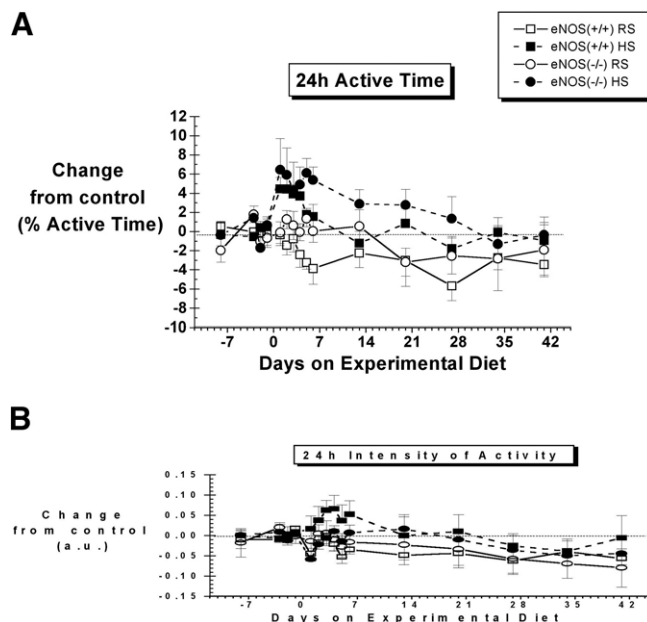 A
eNOS(+/+) RS
eNOS(+/+) HS
eNOS(-/-) RS
eNOS(-/-) HS
24h Active Time
Change
from control
(% Active Time)
12
10
8
6
4
2
0
-2
-4
-6
-8
-10
-7 0 7 14 21 28 35 42
Days on Experimental Diet
B
24h Intensity of Activity
Change
from control
(a.u.)
0.15
0.10
0.05
0.00
-0.05
-0.10
-0.15
-7 0 7 14 21 28 35 42
Days on Experimental Diet